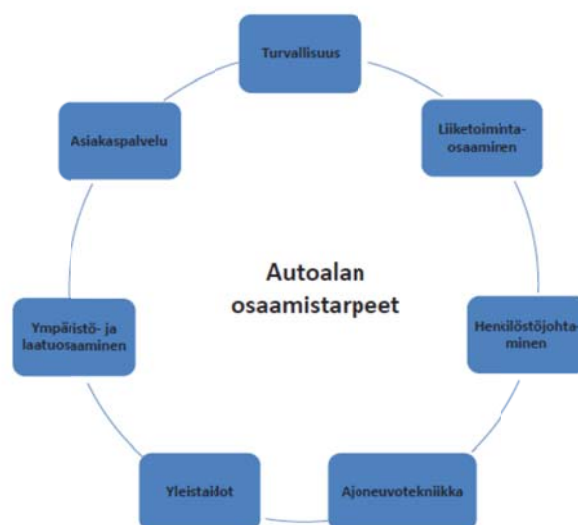 Turvallisuus
Liiketoiminta-
osaaminen
Henkilöstöjohta-
minen
Ajoneuvotekniikka
Yleistaidot
Ympäristö- ja
laatuosaaminen
Asiakaspalvelu
Autoalan
osaamistarpeet